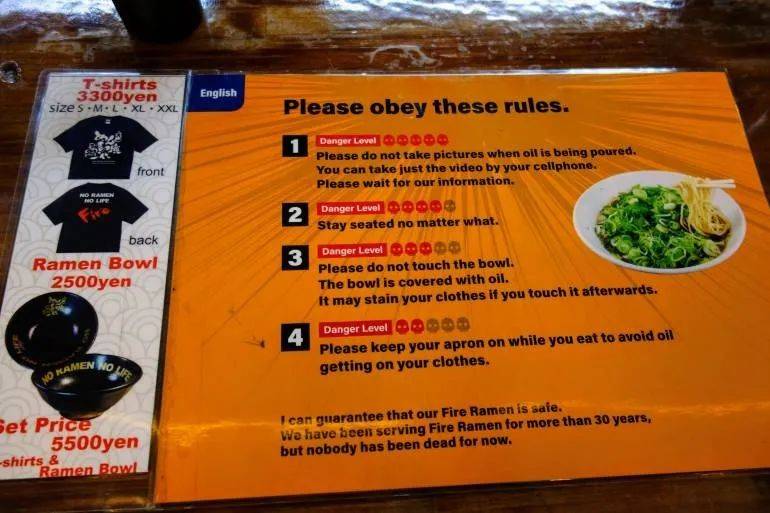 T-shirts
3300yen
size S・M・L・XL・XXL
front
NO RAMEN
NO LIFE
Fire
back
Ramen Bowl
2500yen
NO RAMEN NO LIFE
Set Price
5500yen
-shirts &
Ramen Bowl
English
Please obey these rules.
1 Danger Level
Please do not take pictures when oil is being poured.
You can take just the video by your cellphone.
Please wait for our information.
2 Danger Level
Stay seated no matter what.
3 Danger Level
Please do not touch the bowl.
The bowl is covered with oil.
It may stain your clothes if you touch it afterwards.
4 Danger Level
Please keep your apron on while you eat to avoid oil
getting on your clothes.
I can guarantee that our Fire Ramen is safe.
We have been serving Fire Ramen for more than 30 years,
but nobody has been dead for now.